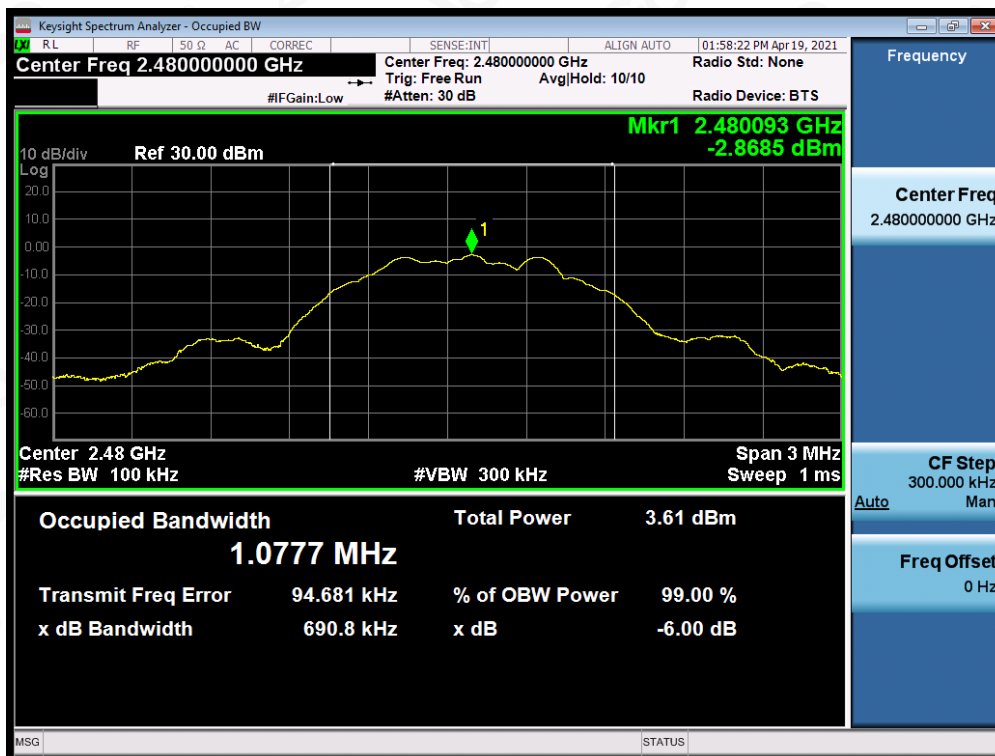 Keysight Spectrum Analyzer - Occupied BW
LXI RL RF 50 Ω AC CORREC SENSE:INT ALIGN AUTO 01:58:22 PM Apr 19, 2021
Center Freq 2.480000000 GHz
Center Freq: 2.480000000 GHz
Radio Std: None
Trig: Free Run Avg|Hold: 10/10
#IFGain:Low #Atten: 30 dB Radio Device: BTS
Mkr1 2.480093 GHz
-2.8685 dBm
10 dB/div Ref 30.00 dBm
Log
20.0
10.0
0.00
-10.0
-20.0
-30.0
-40.0
-50.0
-60.0
1
Center 2.48 GHz Span 3 MHz
#Res BW 100 kHz #VBW 300 kHz Sweep 1 ms
Occupied Bandwidth Total Power 3.61 dBm
1.0777 MHz
Transmit Freq Error 94.681 kHz % of OBW Power 99.00 %
x dB Bandwidth 690.8 kHz x dB -6.00 dB
MSG STATUS
Frequency
Center Freq
2.480000000 GHz
CF Step
300.000 kHz
Auto Man
Freq Offset
0 Hz